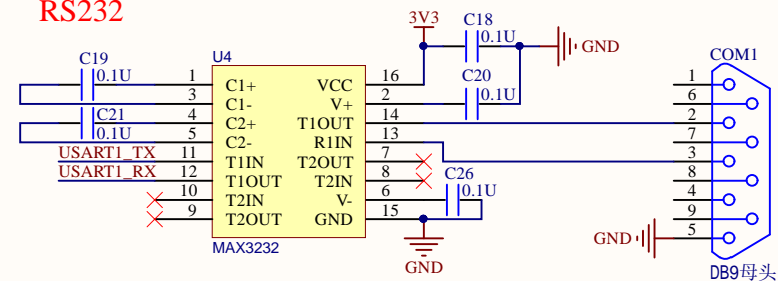 RS232
3V3
C18
0.1U
GND
C19
0.1U
U4
C20
0.1U
COM1
1 C1+ VCC 16
3 C1- V+ 2
4 C2+ T1OUT 14
5 C2- R1IN 13
C21
0.1U
USART1_TX 11 T1IN T2OUT 7
USART1_RX 12 T1OUT T2IN 8
10 T2IN V- 6
9 T2OUT GND 15
C26
0.1U
MAX3232
GND
1
6
2
7
3
8
4
9
5
GND
DB9母头